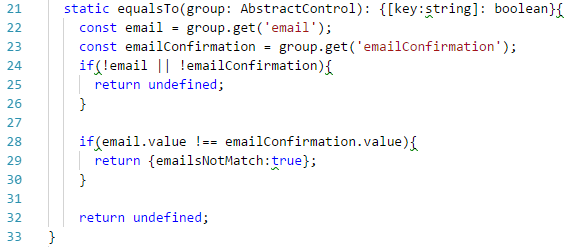 21 static equalsTo(group: AbstractControl): {[key:string]: boolean}{
22 const email = group.get('email');
23 const emailConfirmation = group.get('emailConfirmation');
24 if(!email || !emailConfirmation){
25 return undefined;
26 }
27
28 if(email.value !== emailConfirmation.value){
29 return {emailsNotMatch:true};
30 }
31
32 return undefined;
33 }